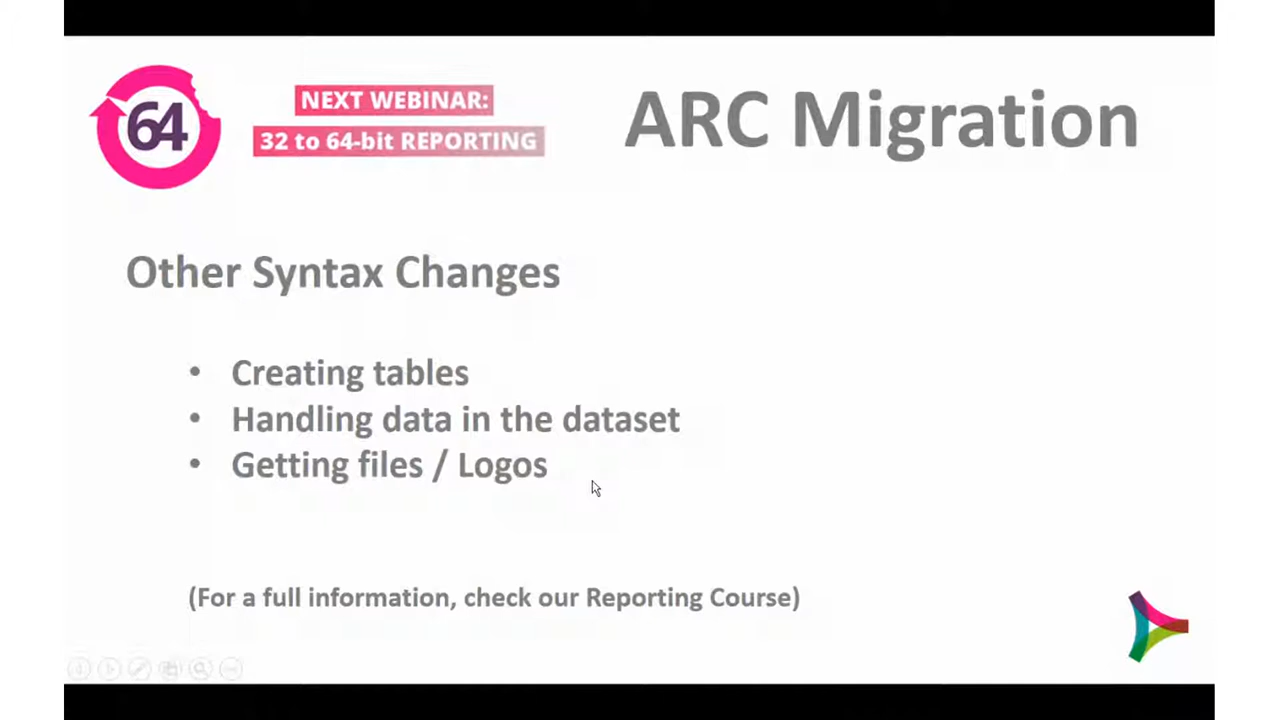 64
NEXT WEBINAR:
32 to 64-bit REPORTING
ARC Migration
Other Syntax Changes
• Creating tables
• Handling data in the dataset
• Getting files / Logos
(For a full information, check our Reporting Course)